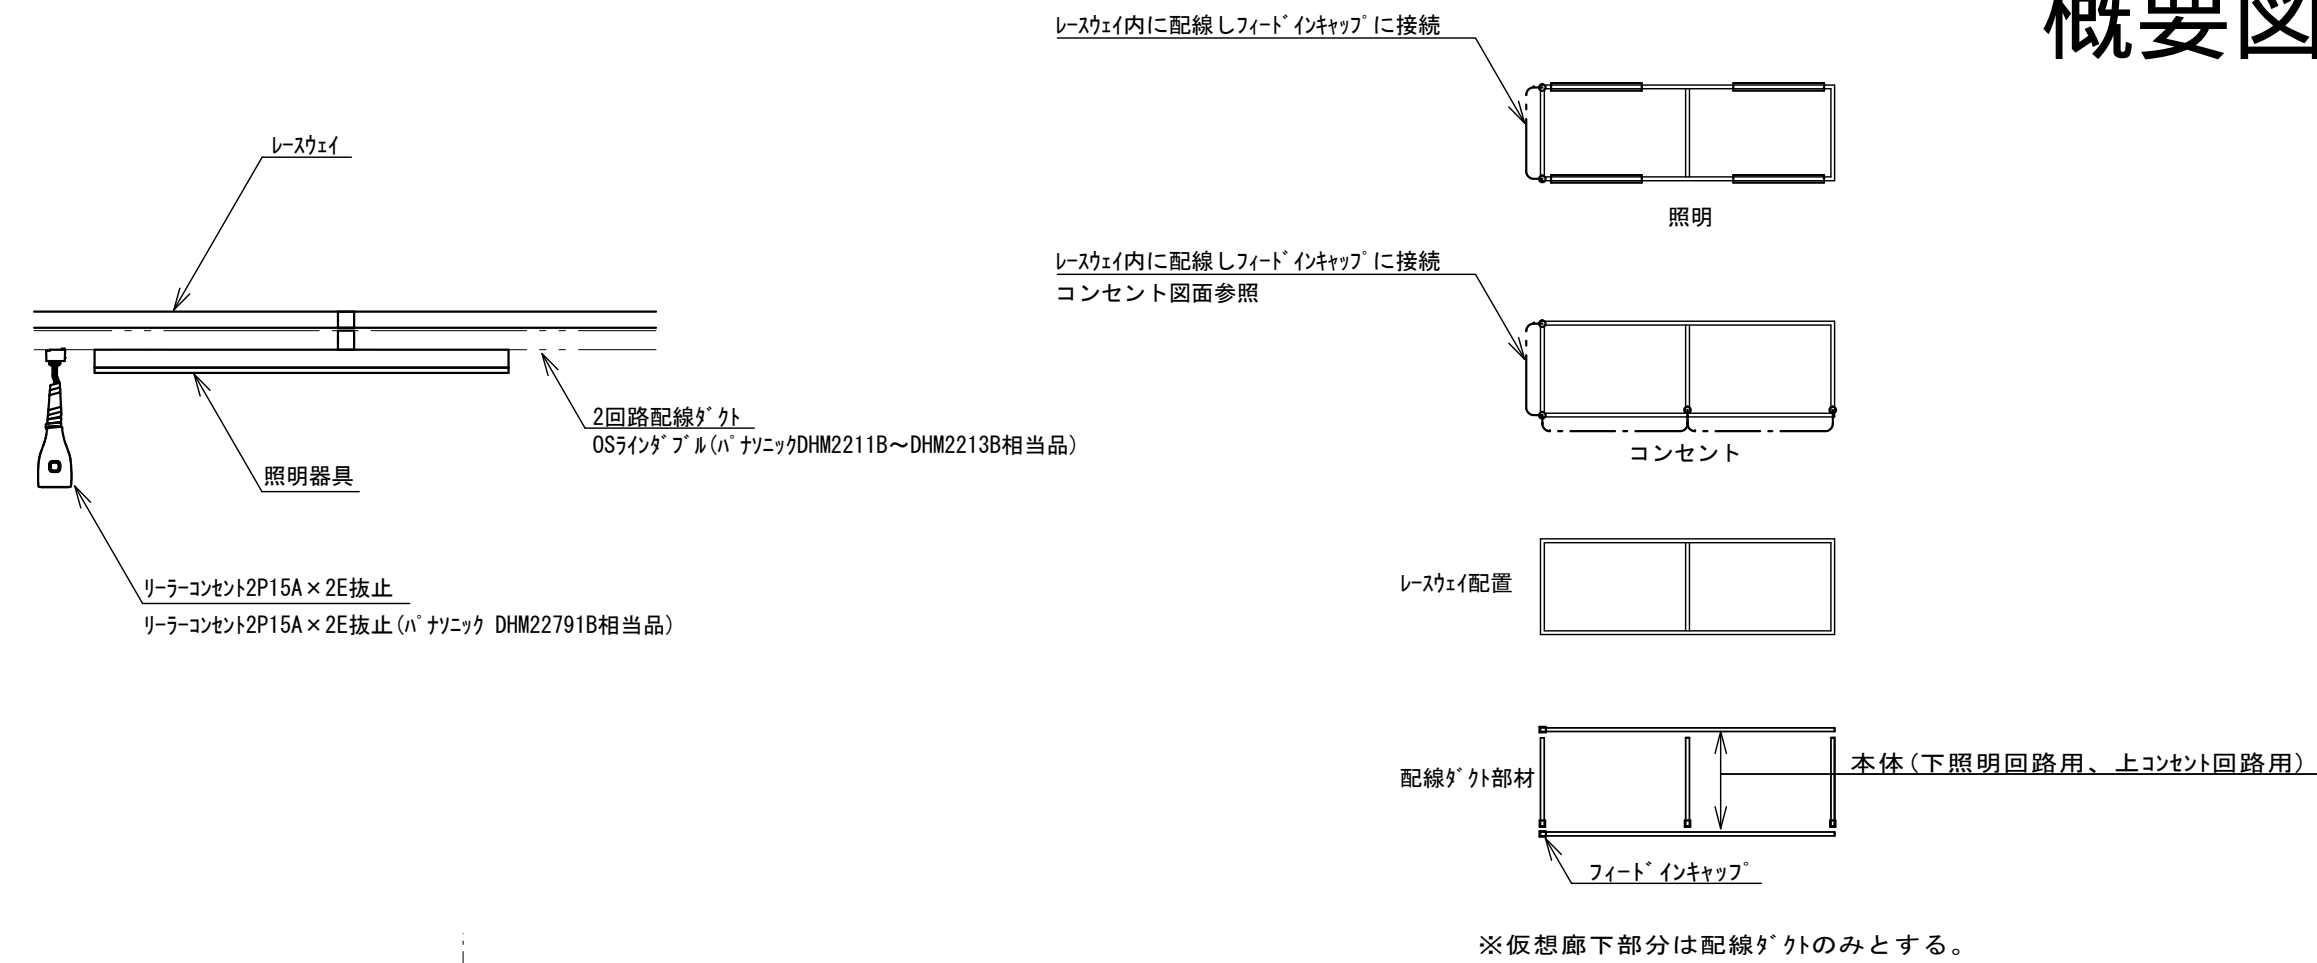 概要図
ﾚｰｽｳｪｲ内に配線しﾌｨｰﾄﾞｲﾝｷｬｯﾌﾟに接続
照明
ﾚｰｽｳｪｲ内に配線しﾌｨｰﾄﾞｲﾝｷｬｯﾌﾟに接続
コンセント図面参照
コンセント
ﾚｰｽｳｪｲ
2回路配線ﾀﾞｸﾄ
OSﾗｲﾝﾀﾞﾌﾞﾙ(ﾊﾟﾅｿﾆｯｸDHM2211B～DHM2213B相当品)
照明器具
ﾘｰﾗｰｺﾝｾﾝﾄ2P15A×2E抜止
ﾘｰﾗｰｺﾝｾﾝﾄ2P15A×2E抜止(ﾊﾟﾅｿﾆｯｸ DHM22791B相当品)
ﾚｰｽｳｪｲ配置
配線ﾀﾞｸﾄ部材
本体(下照明回路用、上ｺﾝｾﾝﾄ回路用)
ﾌｨｰﾄﾞｲﾝｷｬｯﾌﾟ
※仮想廊下部分は配線ﾀﾞｸﾄのみとする。